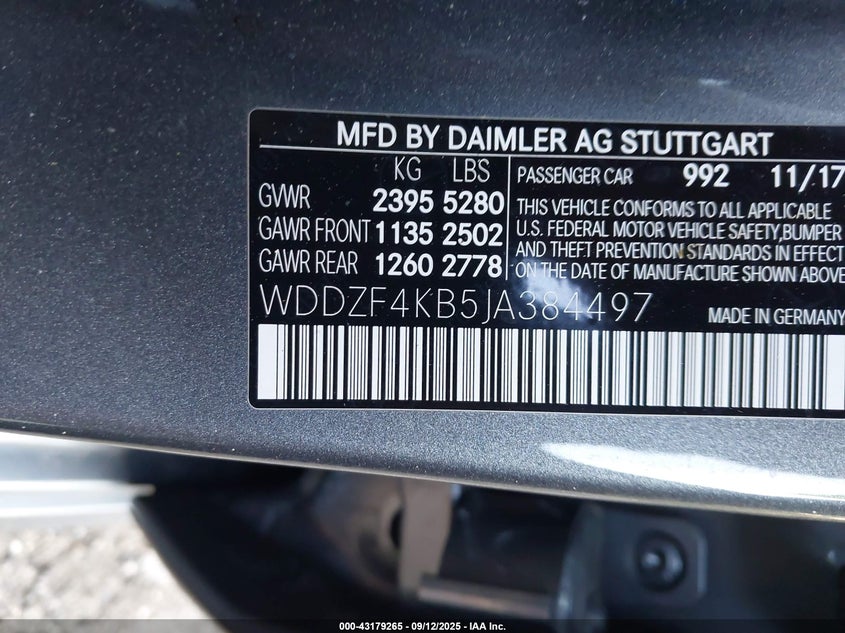 MFD BY DAIMLER AG STUTTGART
KG LBS
GVWR 2395 5280
GAWR FRONT 1135 2502
GAWR REAR 1260 2778
PASSENGER CAR 992 11/17
THIS VEHICLE CONFORMS TO ALL APPLICABLE
U.S. FEDERAL MOTOR VEHICLE SAFETY,BUMPER
AND THEFT PREVENTION STANDARDS IN EFFECT
ON THE DATE OF MANUFACTURE SHOWN ABOVE
WDDZF4KB5JA384497
MADE IN GERMANY
000-43179265 - 09/12/2025 - IAA Inc.